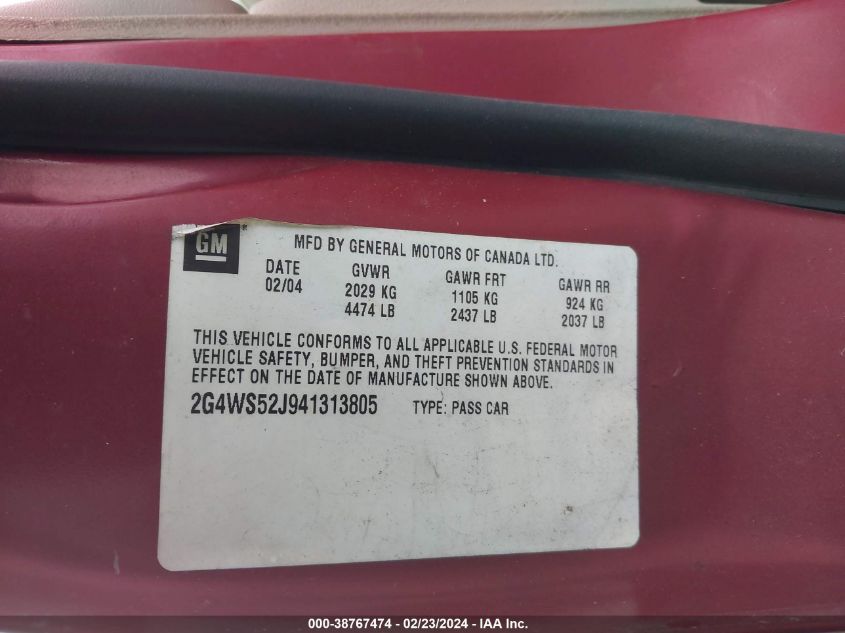 GM
MFD BY GENERAL MOTORS OF CANADA LTD.
DATE GVWR GAWR FRT GAWR RR
02/04 2029 KG 1105 KG 924 KG
4474 LB 2437 LB 2037 LB
THIS VEHICLE CONFORMS TO ALL APPLICABLE U.S. FEDERAL MOTOR
VEHICLE SAFETY, BUMPER, AND THEFT PREVENTION STANDARDS IN
EFFECT ON THE DATE OF MANUFACTURE SHOWN ABOVE.
2G4WS52J941313805 TYPE: PASS CAR
000-38767474 - 02/23/2024 - IAA Inc.